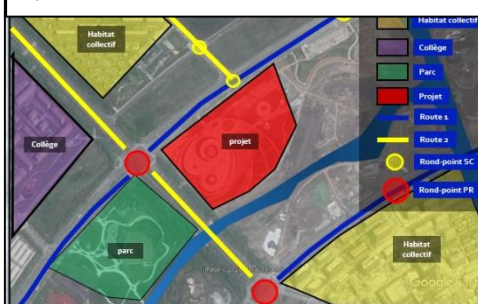 Habitat collectif
Habitat
collectif
Collège
Parc
Projet
projet
Route 1
Collège
Route 2
Rond-point SC
Rond-point PR
parc
Habitat
collectif
Google Eart